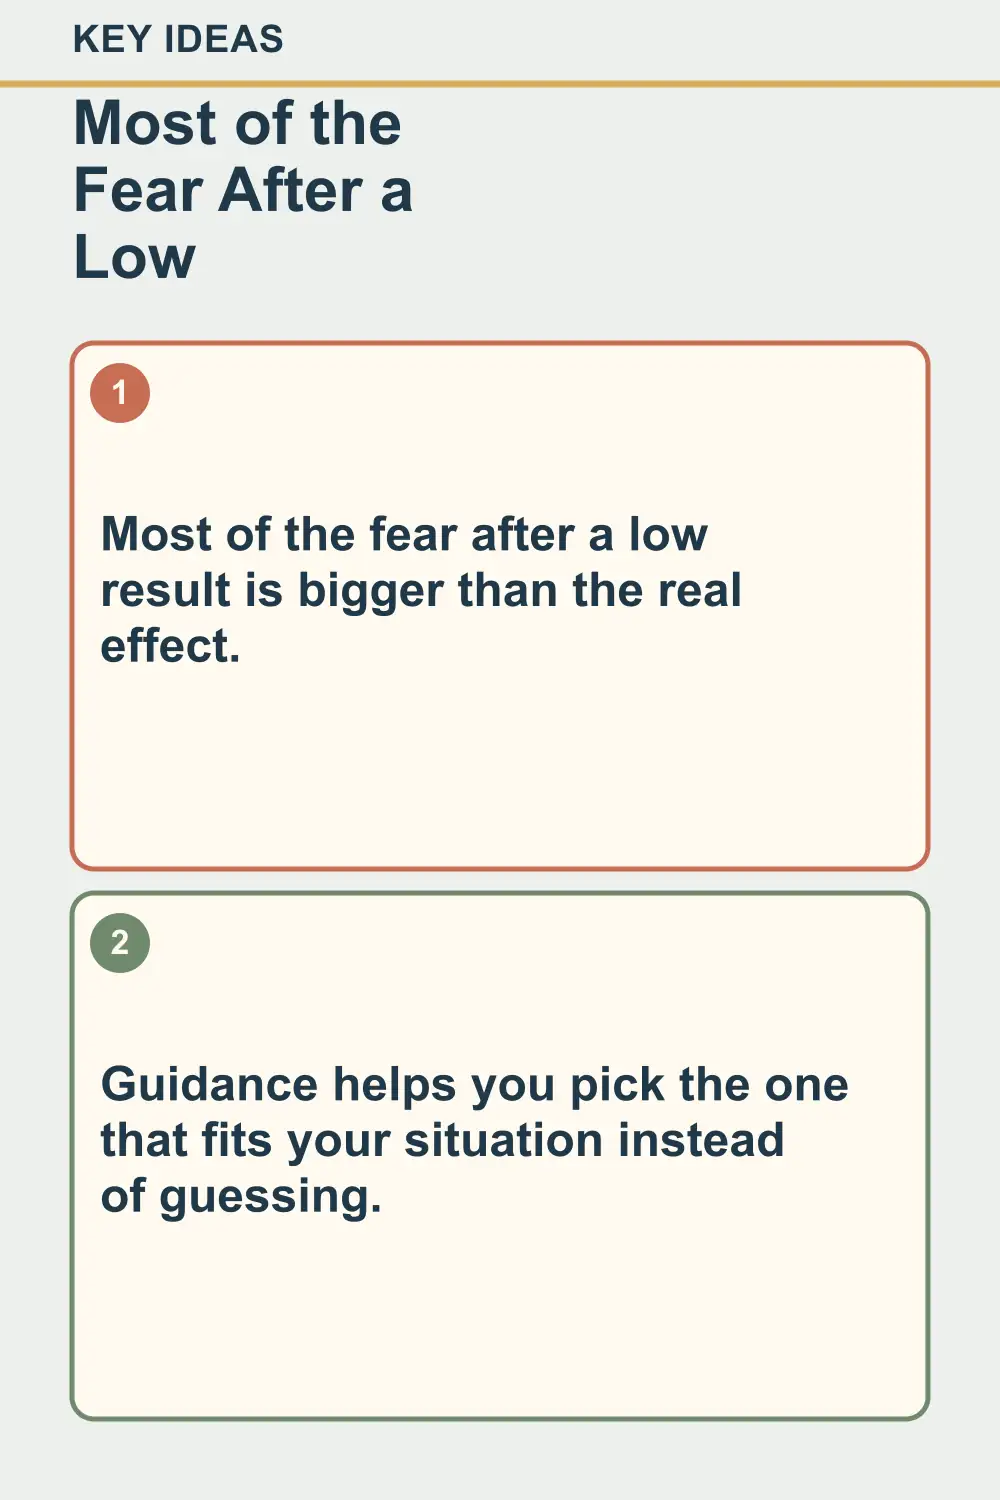 KEY IDEAS
Most of the
Fear After a
Low
1
Most of the fear after a low
result is bigger than the real
effect.
2
Guidance helps you pick the one
that fits your situation instead
of guessing.